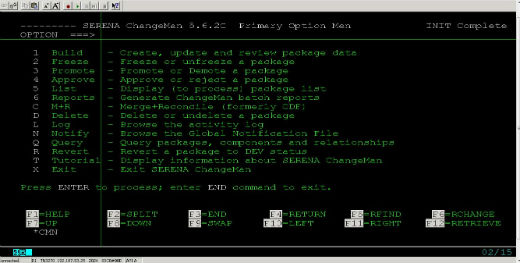 --------- SERENA ChangeMan 5.6.2C Primary Option Men INIT Complete
OPTION ===>
1 Build - Create, update and review package data
2 Freeze - Freeze or unfreeze a package
3 Promote - Promote or Demote a package
4 Approve - Approve or reject a package
5 List - Display (to process) package list
6 Reports - Generate ChangeMan batch reports
C M+R - Merge+Reconcile (formerly CDF)
D Delete - Delete or undelete a package
L Log - Browse the activity log
N Notify - Browse the Global Notification File
Q Query - Query packages, components and relationships
R Revert - Revert a package to DEV status
T Tutorial - Display information about SERENA ChangeMan
X Exit - Exit SERENA ChangeMan
Press ENTER to process; enter END command to exit.
F1=HELP F2=SPLIT F3=END F4=RETURN F5=RFIND F6=RCHANGE
F7=UP F8=DOWN F9=SWAP F10=LEFT F11=RIGHT F12=RETRIEVE
*CMN
02/15